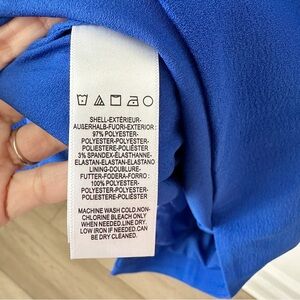 SHELL-EXTÉRIEUR-
AUßERHALB-FUORI-EXTERIOR :
97% POLYESTER-
POLYESTER-POLYESTER-
POLIESTERE-POLIÉSTER
3% SPANDEX-ÉLASTHANNE-
ELASTAN-ELASTAN-ELASTANO
LINING-DOUBLURE-
FUTTER-FODERA-FORRO :
100% POLYESTER-
POLYESTER-POLYESTER-
POLIESTERE-POLIÉSTER
MACHINE WASH COLD.NON-
CHLORINE BLEACH ONLY
WHEN NEEDED.LINE DRY.
LOW IRON IF NEEDED.CAN
BE DRY CLEANED.